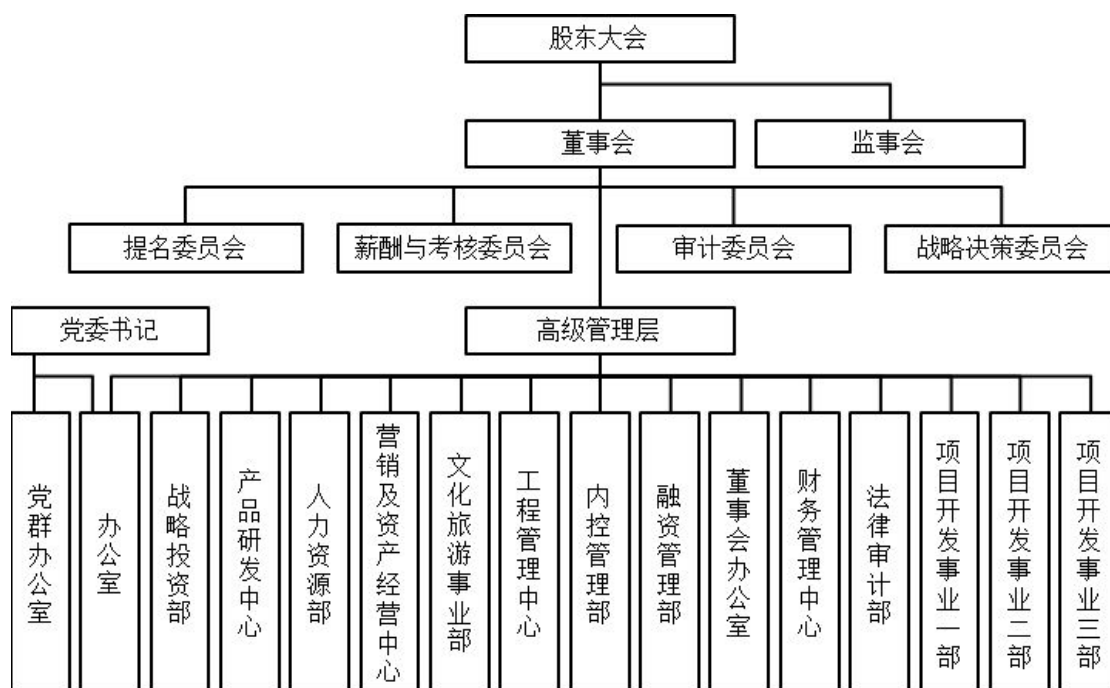 股东大会
董事会
监事会
提名委员会
薪酬与考核委员会
审计委员会
战略决策委员会
党委书记
高级管理层
党群办公室
办公室
战略投资部
产品研发中心
人力资源部
营销及资产经营中心
文化旅游事业部
工程管理中心
内控管理部
融资管理部
董事会办公室
财务管理中心
法律审计部
项目开发事业一部
项目开发事业二部
项目开发事业三部